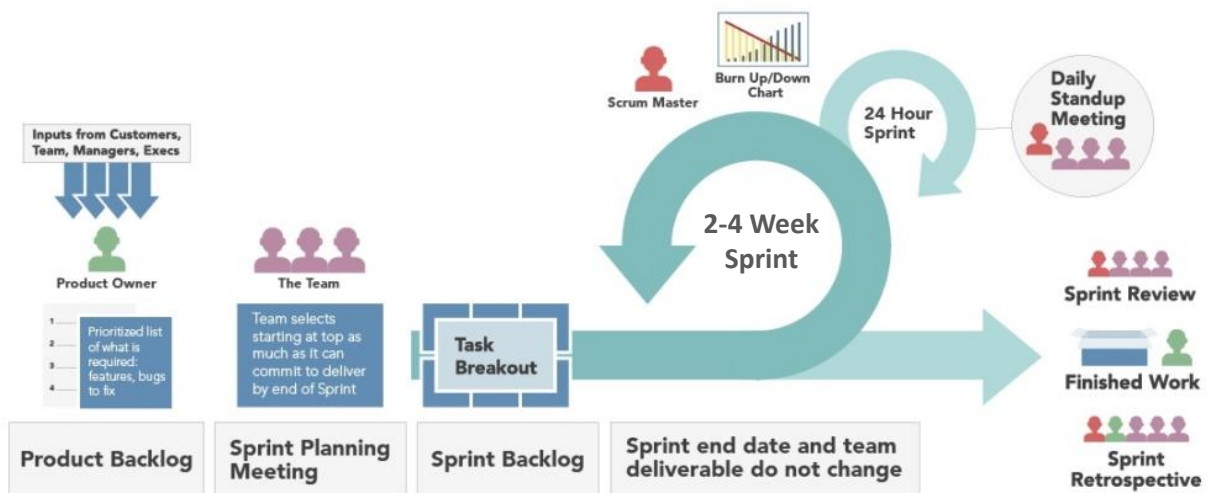 Inputs from Customers,
Team, Managers, Execs
Product Owner
1
2
3
4
Prioritized list
of what is
required:
features, bugs
to fix
Product Backlog
The Team
Team selects
starting at top as
much as it can
commit to deliver
by end of Sprint
Sprint Planning
Meeting
Task
Breakout
Sprint Backlog
Scrum Master
Burn Up/Down
Chart
24 Hour
Sprint
Daily
Standup
Meeting
2-4 Week
Sprint
Sprint end date and team
deliverable do not change
Sprint Review
Finished Work
Sprint
Retrospective